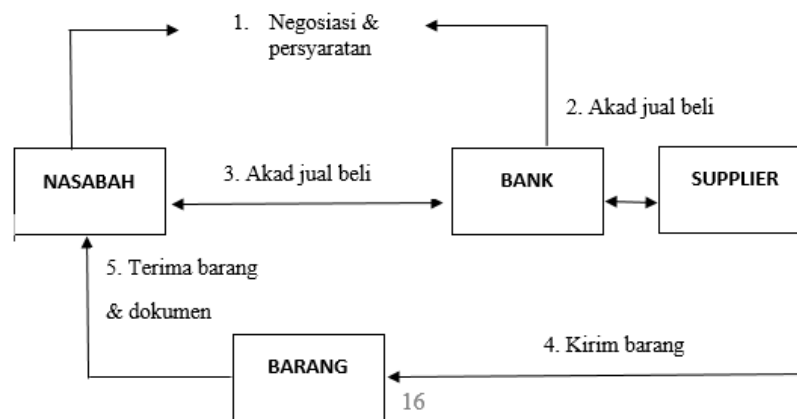 1. Negosiasi &
persyaratan
2. Akad jual beli
NASABAH
3. Akad jual beli
BANK
SUPPLIER
5. Terima barang
& dokumen
4. Kirim barang
BARANG
16